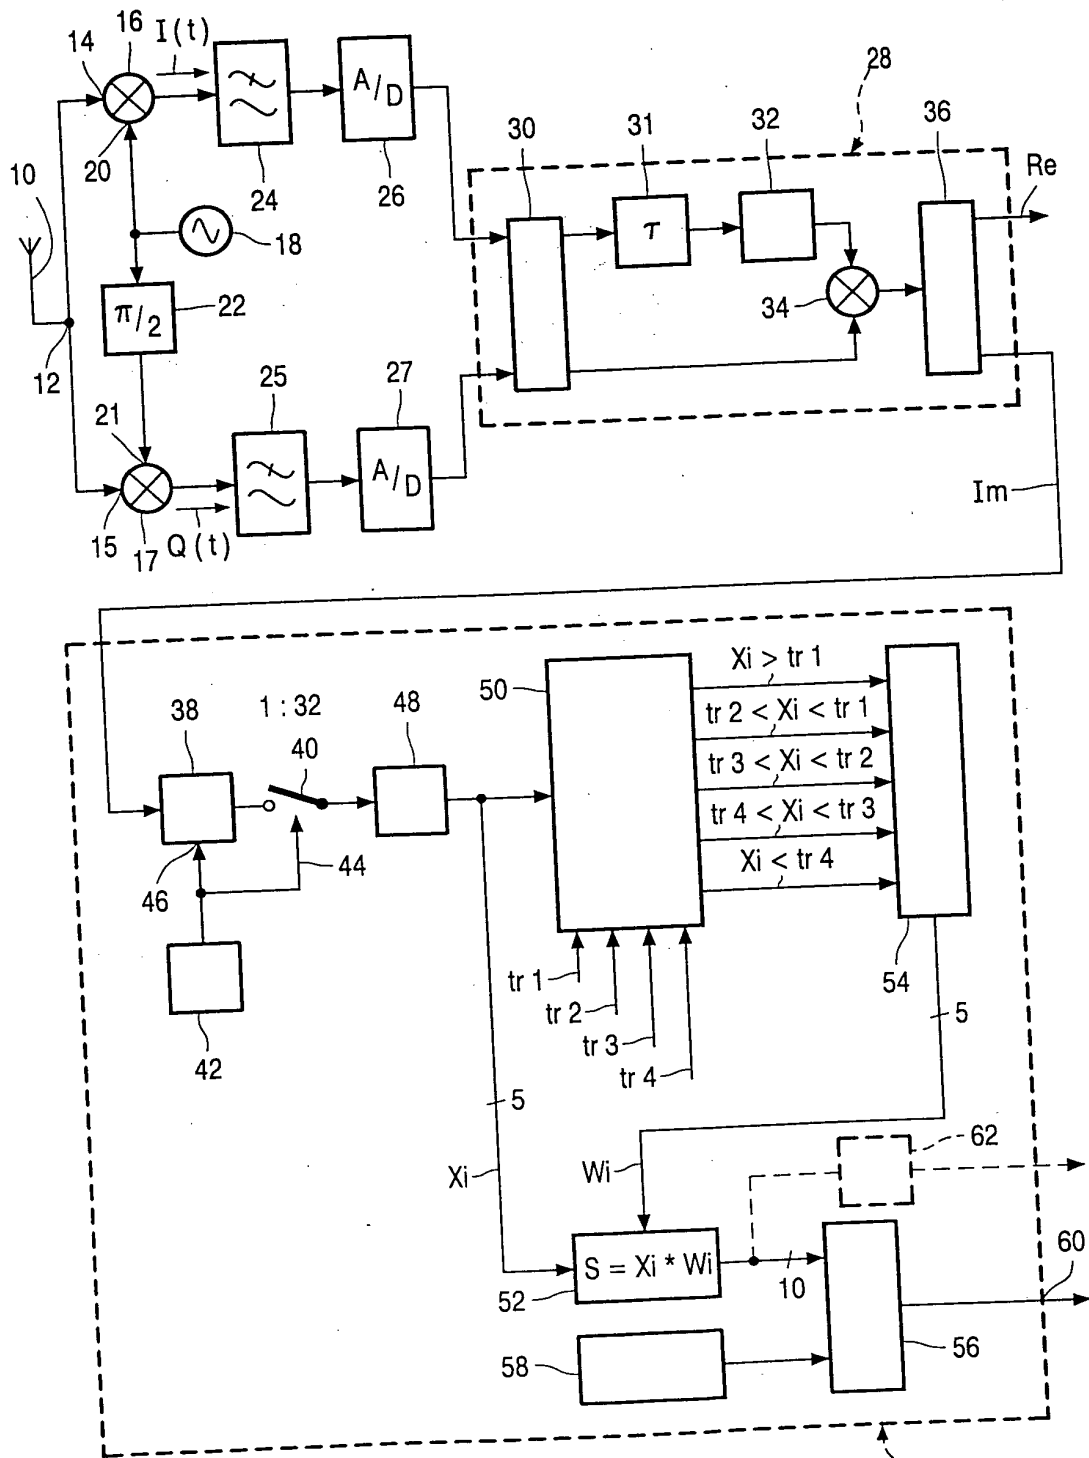 16 I(t)
14
A/D
28
30
31
32
36
10
20
24
26
Re
18
τ
π/2
22
34
12
25
27
21
A/D
Im
15
17
Q(t)
50
Xi > tr 1
1 : 32
48
tr 2 < Xi < tr 1
38
40
tr 3 < Xi < tr 2
tr 4 < Xi < tr 3
44
Xi < tr 4
46
tr 1
54
tr 2
5
42
tr 3
tr 4
5
62
Xi
Wi
60
S = Xi * Wi
52
10
58
56